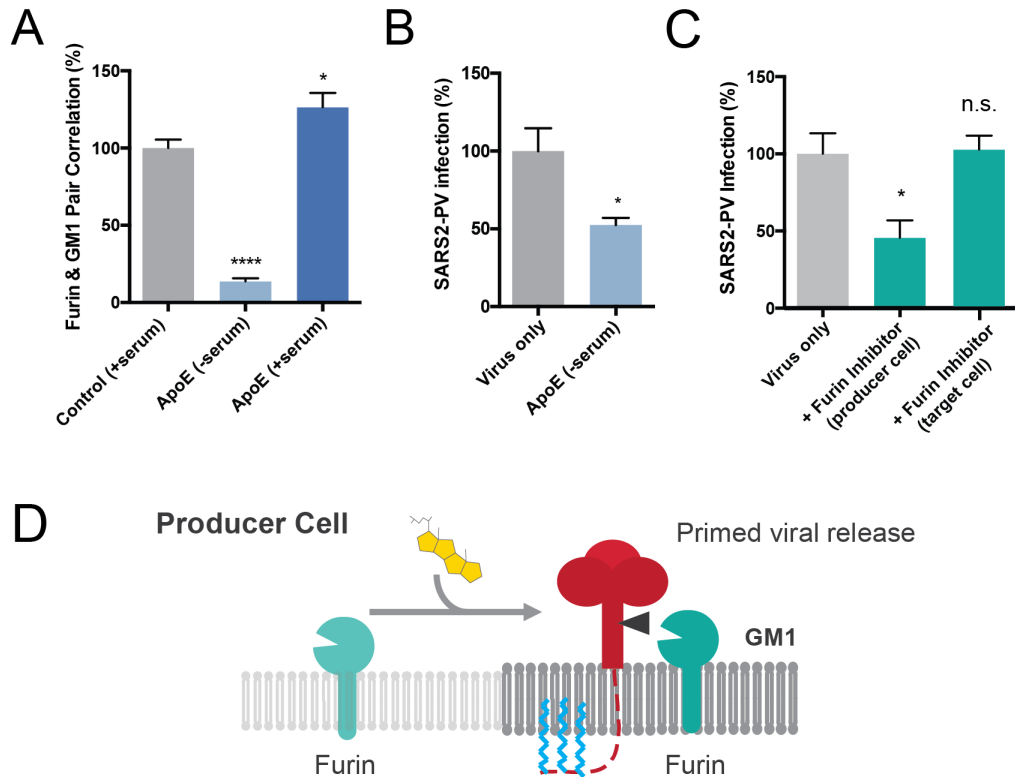 A
Furin & GM1 Pair Correlation (%)
150
100
50
0
*
****
Control (+serum)
ApoE (-serum)
ApoE (+serum)
B
SARS2-PV infection (%)
150
100
50
0
*
Virus only
ApoE (-serum)
C
SARS2-PV Infection (%)
150
100
50
0
n.s.
*
Virus only
+ Furin Inhibitor
(producer cell)
+ Furin Inhibitor
(target cell)
D
Producer Cell
Primed viral release
GM1
Furin
Furin